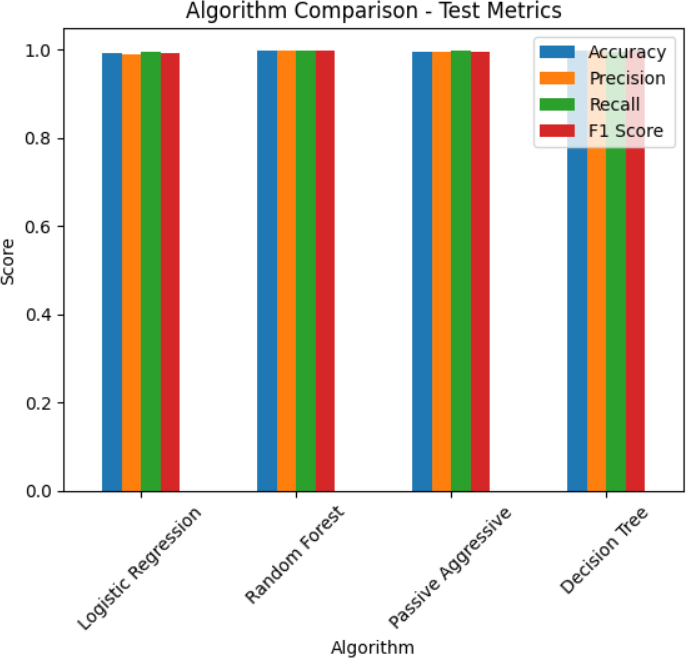 Algorithm Comparison - Test Metrics
1.0
0.8
0.6
0.4
0.2
0.0
Score
Accuracy
Precision
Recall
F1 Score
Logistic Regression
Random Forest
Passive Aggressive
Decision Tree
Algorithm